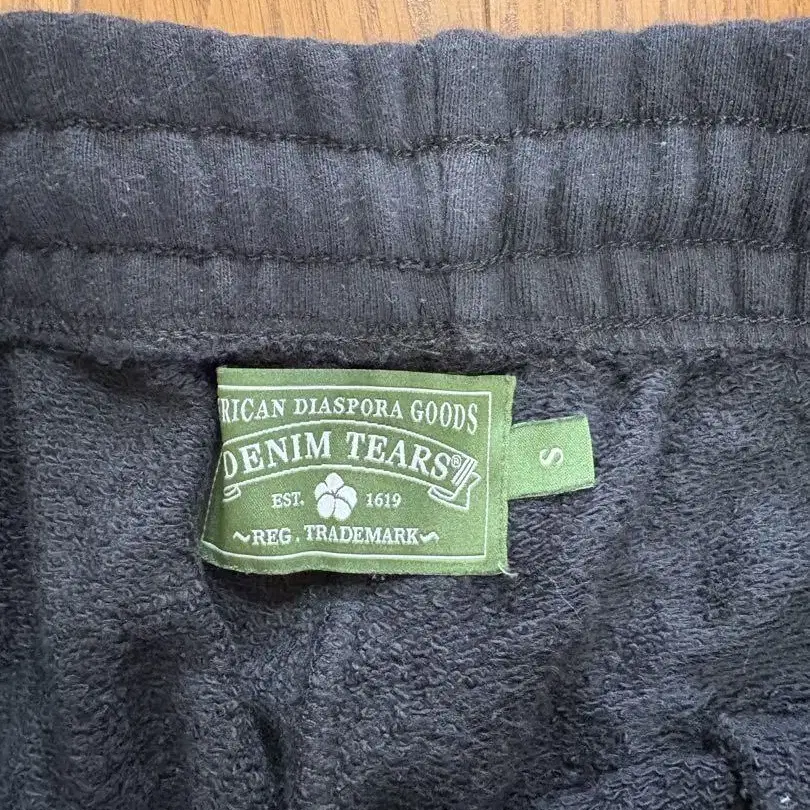 RICAN DIASPORA GOODS
DENIM TEARS®
EST. 1619
~REG. TRADEMARK~
S